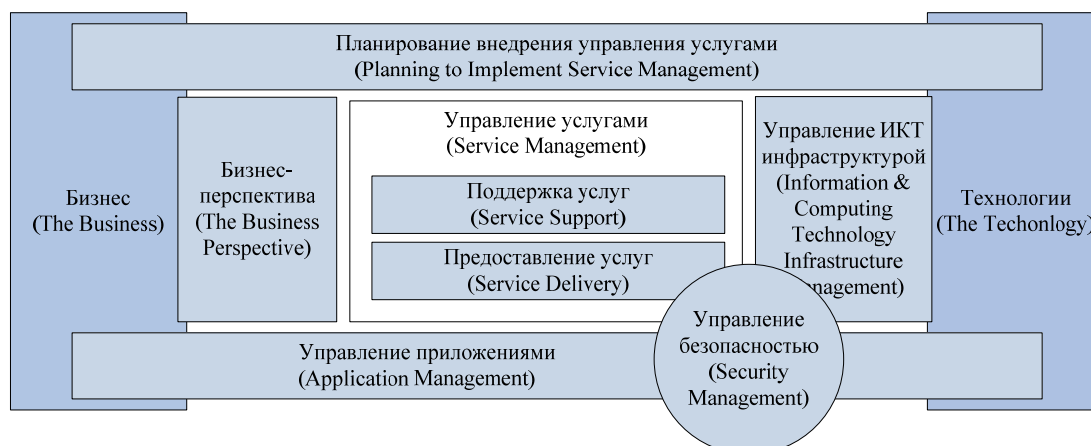 Планирование внедрения управления услугами
(Planning to Implement Service Management)
Бизнес
(The Business)
Бизнес-
перспектива
(The Business
Perspective)
Управление услугами
(Service Management)
Поддержка услуг
(Service Support)
Предоставление услуг
(Service Delivery)
Управление ИКТ
инфраструктурой
(Information &
Computing
Technology
Infrastructure
anagement)
Технологии
(The Techonlogy)
Управление приложениями
(Application Management)
Управление
безопасностью
(Security
Management)